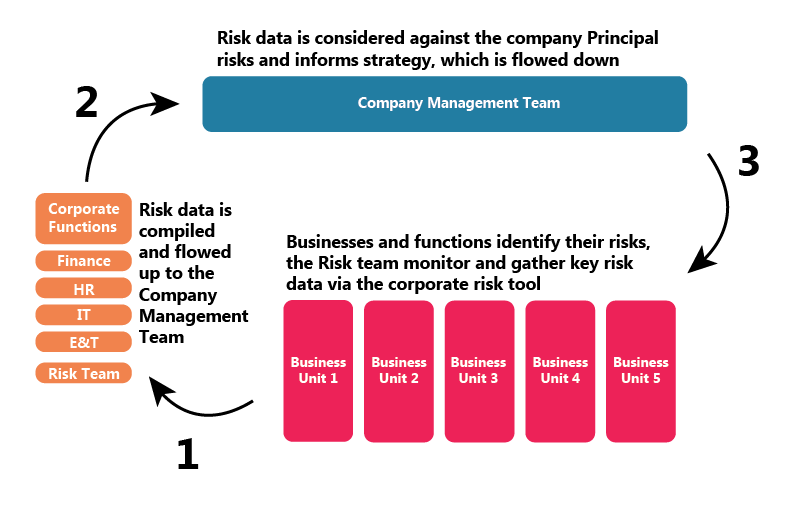 Risk data is considered against the company Principal
risks and informs strategy, which is flowed down
Company Management Team
2
3
Corporate
Functions
Finance
HR
IT
E&T
Risk Team
Risk data is
compiled
and flowed
up to the
Company
Management
Team
1
Businesses and functions identify their risks,
the Risk team monitor and gather key risk
data via the corporate risk tool
Business
Unit 1
Business
Unit 2
Business
Unit 3
Business
Unit 4
Business
Unit 5